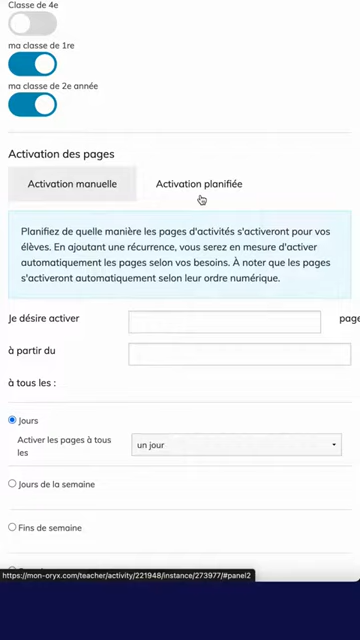 Classe de 4e
ma classe de 1re
ma classe de 2e année
Activation des pages
Activation manuelle
Activation planifiée
Planifiez de quelle manière les pages d'activités s'activeront pour vos
élèves. En ajoutant une récurrence, vous serez en mesure d'activer
automatiquement les pages selon vos besoins. À noter que les pages
s'activeront automatiquement selon leur ordre numérique.
Je désire activer
page
à partir du
à tous les :
Jours
Activer les pages à tous
les
un jour
Jours de la semaine
Fins de semaine
https://mon-oryx.com/teacher/activity/221948/instance/273977/#panel2